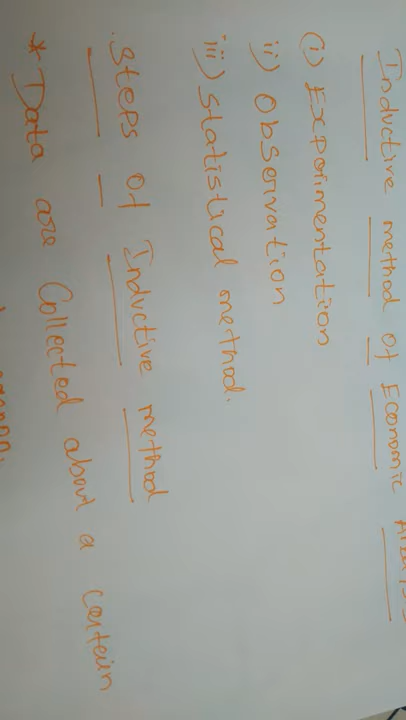 Inductive method of Economic
(i) Experimentation
ii) Observation
iii) Statistical method.
Steps of Inductive method
* Data are Collected about a certain